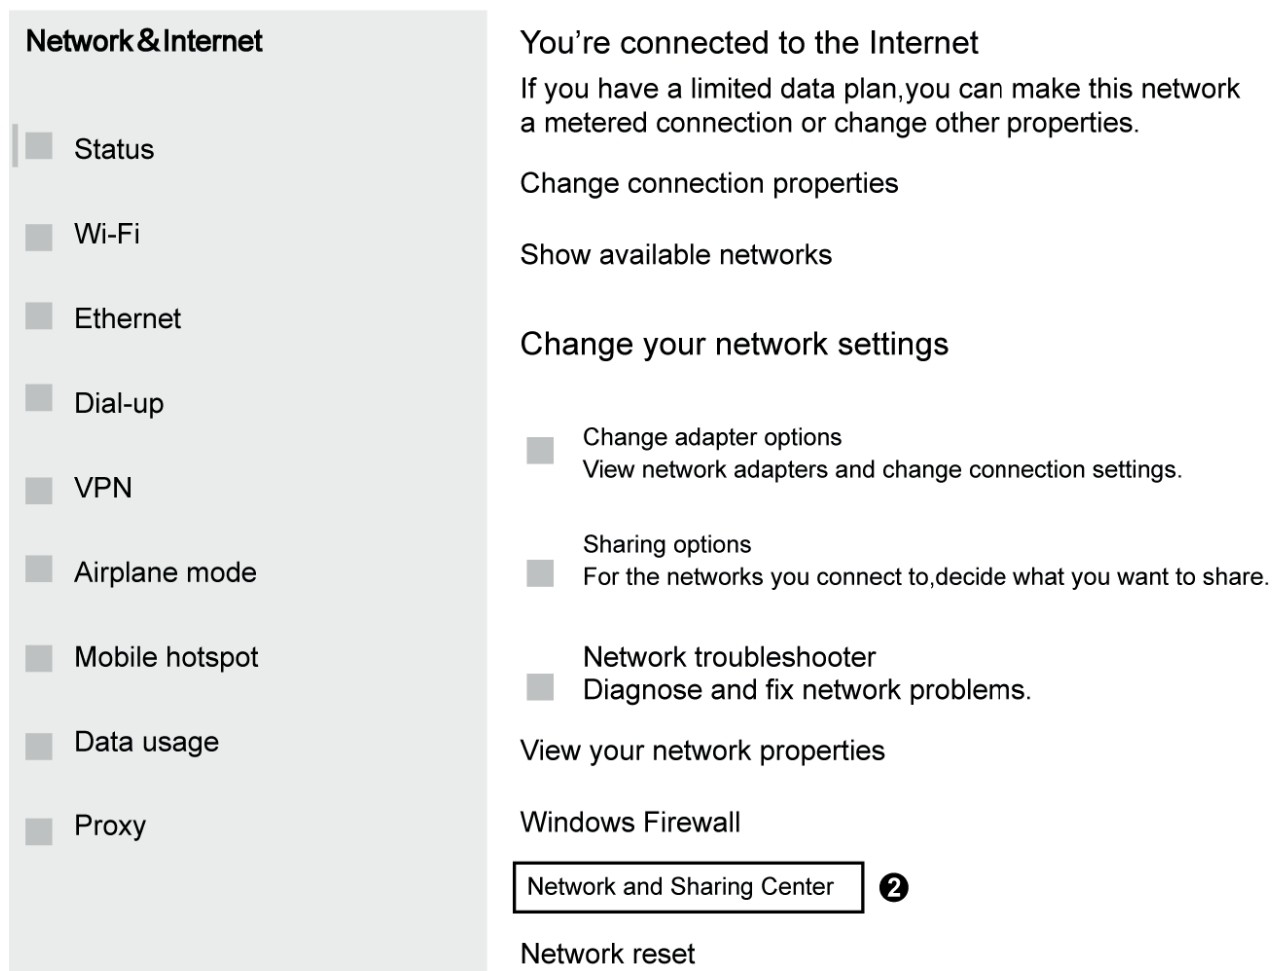 Network&Internet
Status
Wi-Fi
Ethernet
Dial-up
VPN
Airplane mode
Mobile hotspot
Data usage
Proxy
You’re connected to the Internet
If you have a limited data plan,you can make this network
a metered connection or change other properties.
Change connection properties
Show available networks
Change your network settings
Change adapter options
View network adapters and change connection settings.
Sharing options
For the networks you connect to,decide what you want to share.
Network troubleshooter
Diagnose and fix network problems.
View your network properties
Windows Firewall
Network and Sharing Center ❷
Network reset